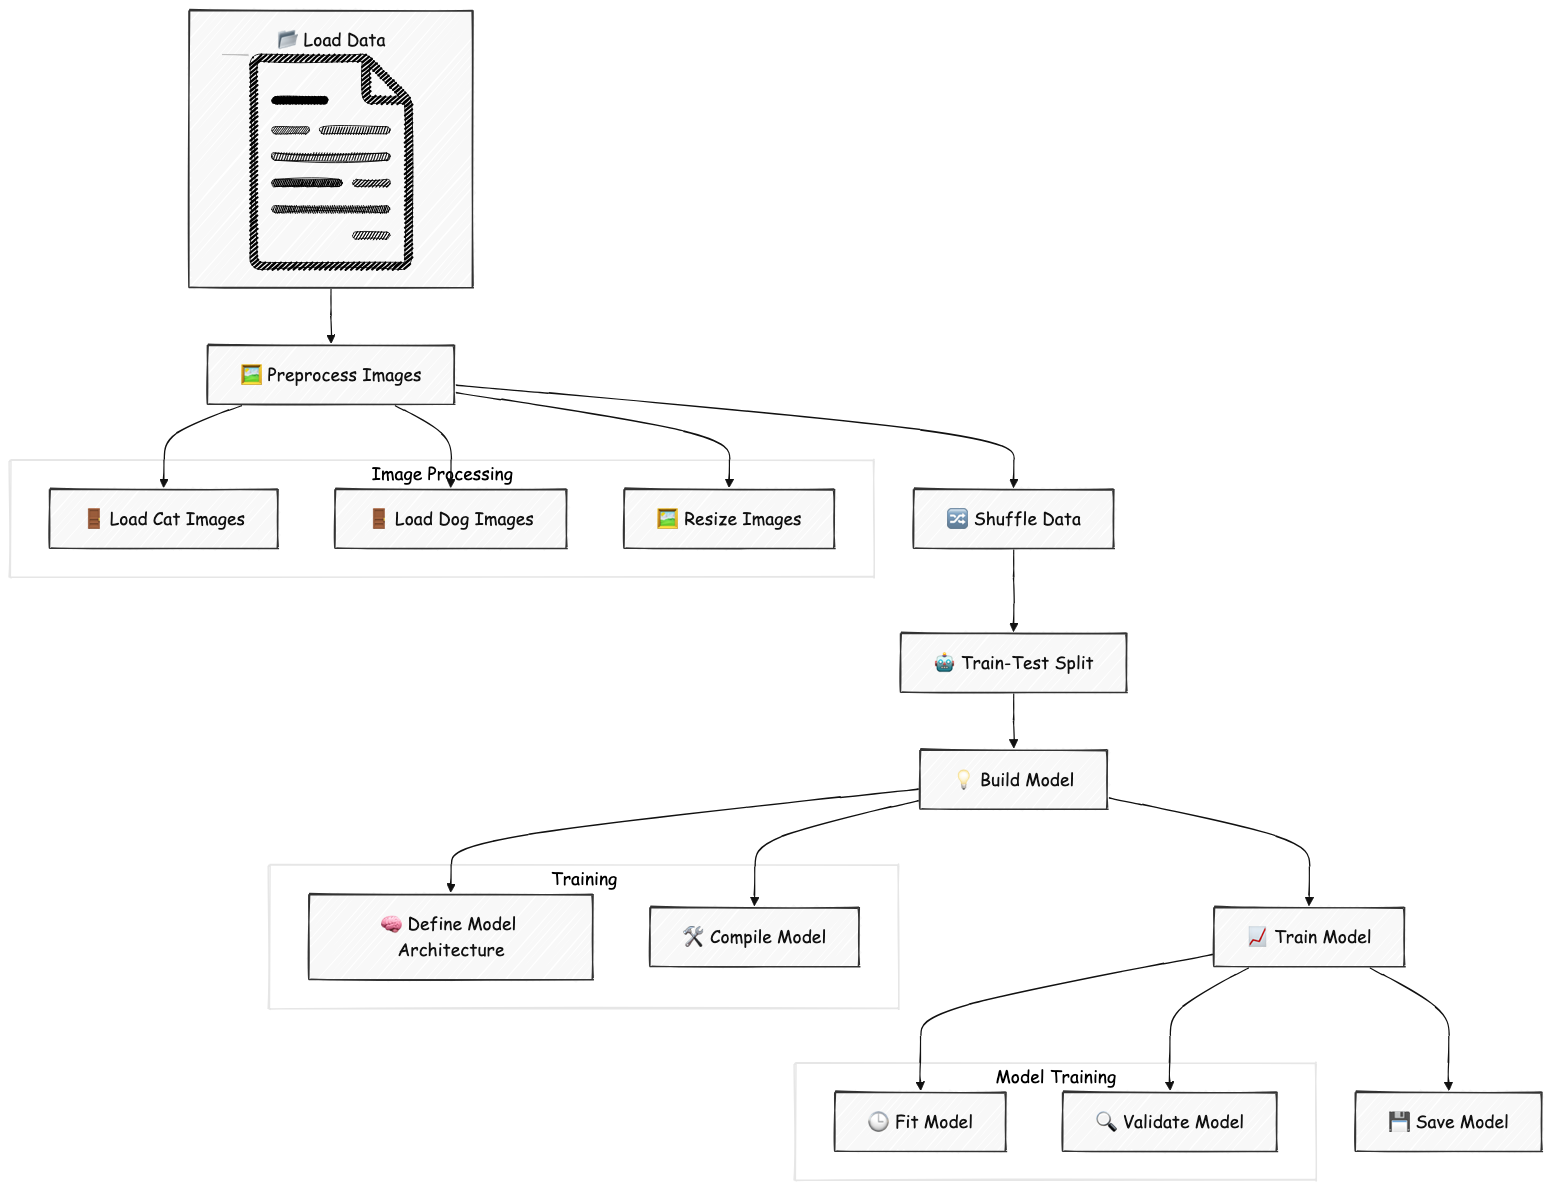 📂 Load Data
🖼️ Preprocess Images
Image Processing
🚪 Load Cat Images
🚪 Load Dog Images
🖼️ Resize Images
🔀 Shuffle Data
🤖 Train-Test Split
💡 Build Model
Training
🧠 Define Model
Architecture
🛠️ Compile Model
📈 Train Model
Model Training
🕒 Fit Model
🔍 Validate Model
💾 Save Model